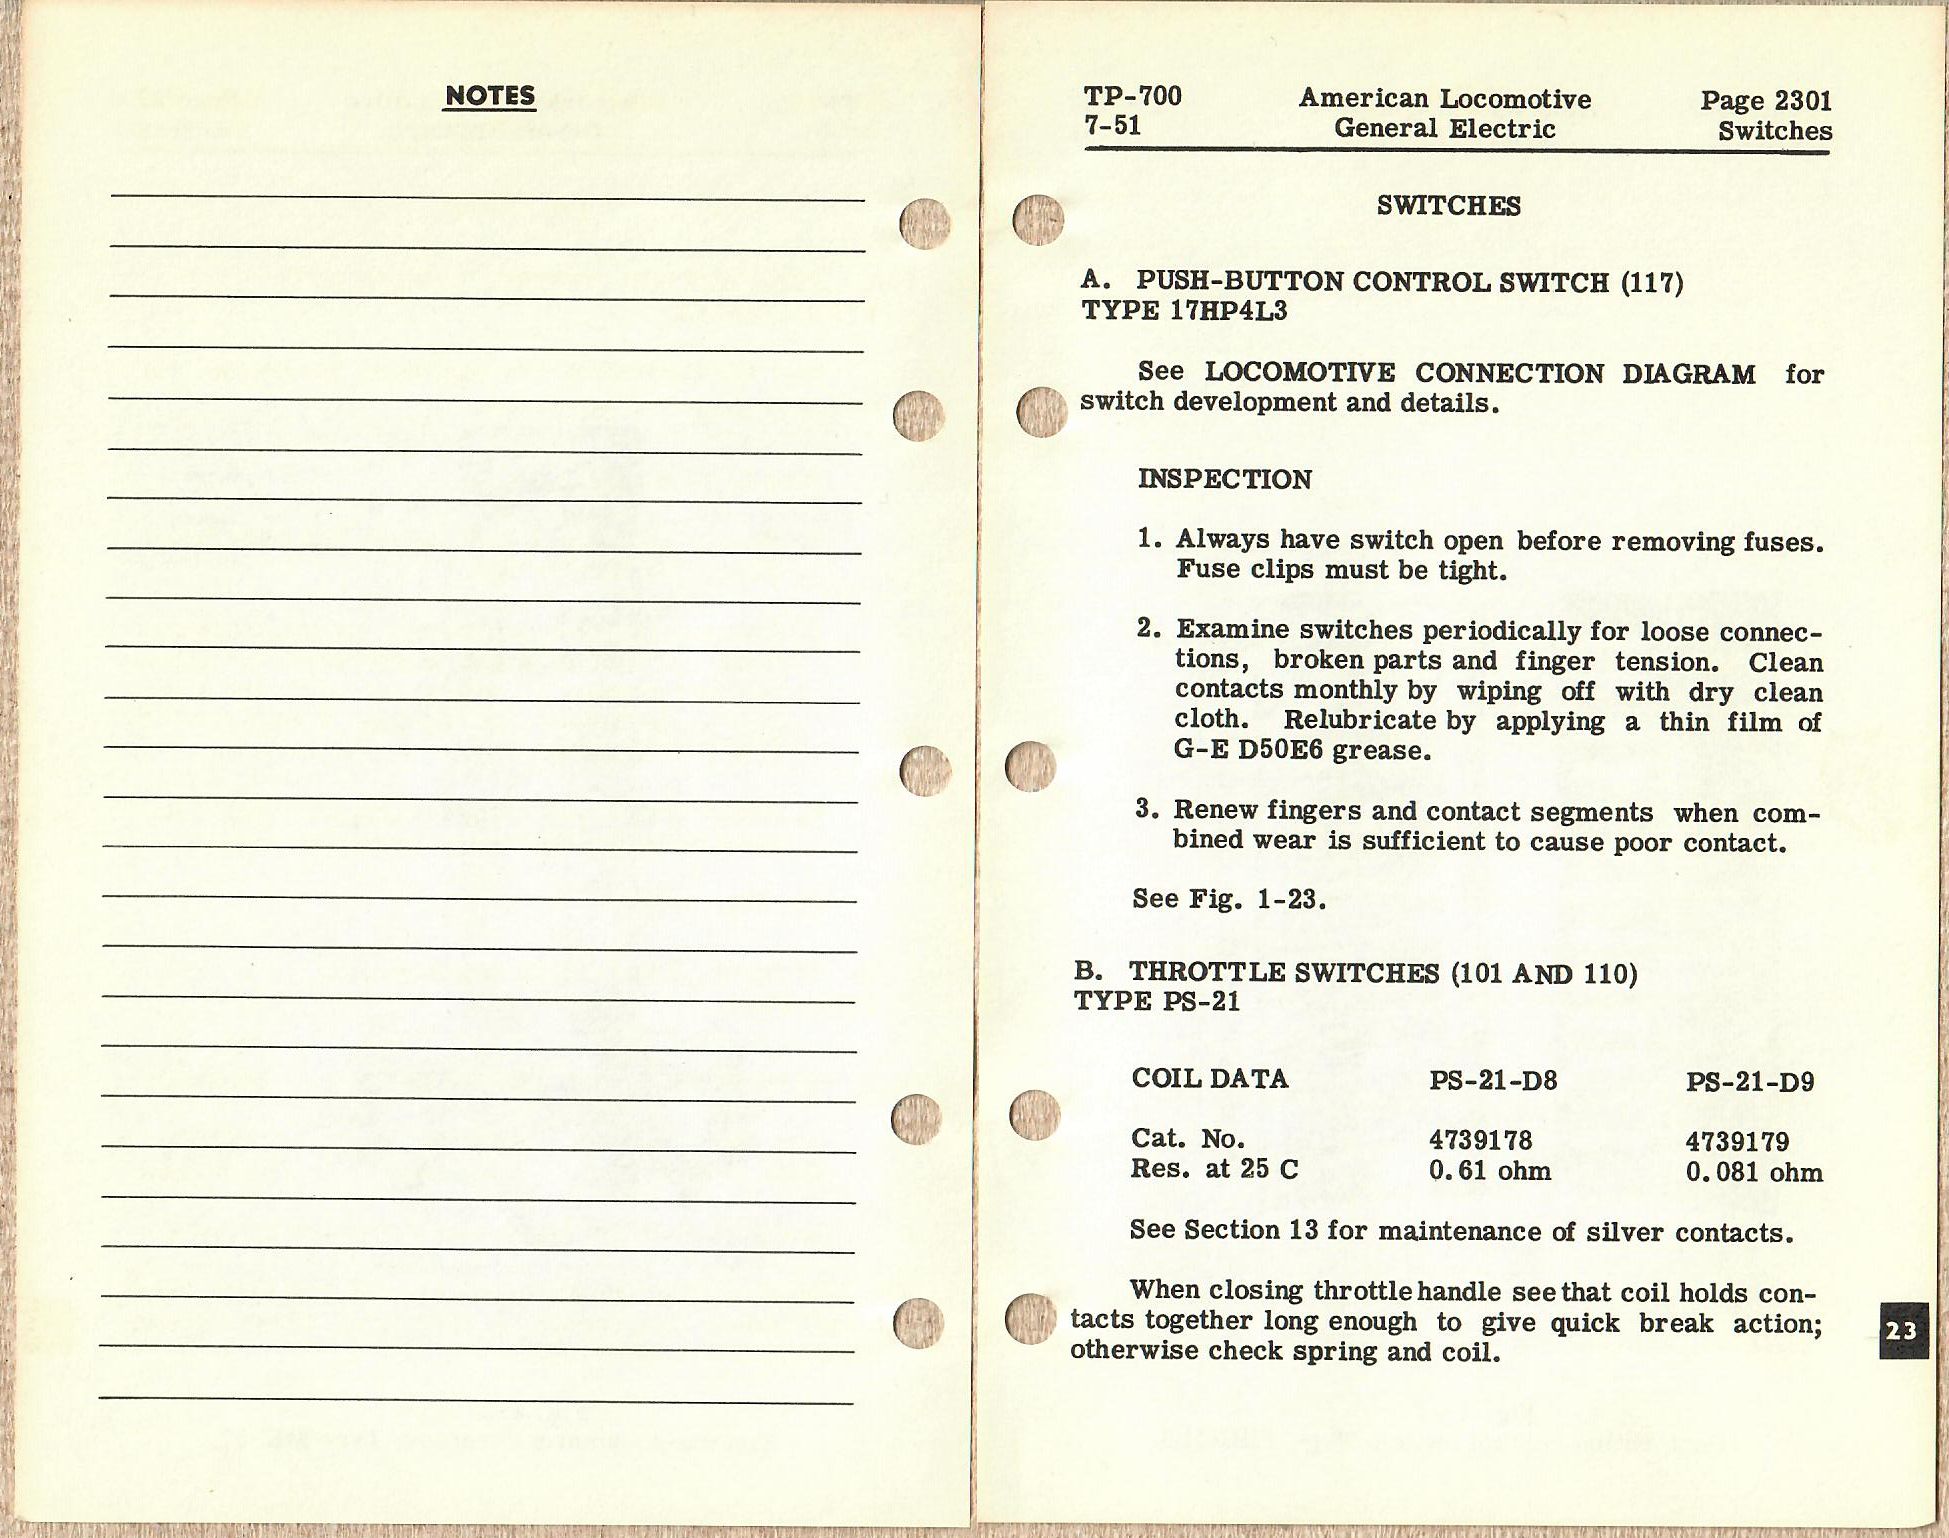 NOTES
TP-700 American Locomotive Page 2301
7-51 General Electric Switches
SWITCHES
A. PUSH-BUTTON CONTROL SWITCH (117)
TYPE 17HP4L3
See LOCOMOTIVE CONNECTION DIAGRAM for
switch development and details.
INSPECTION
1. Always have switch open before removing fuses.
Fuse clips must be tight.
2. Examine switches periodically for loose connec-
tions, broken parts and finger tension. Clean
contacts monthly by wiping off with dry clean
cloth. Relubricate by applying a thin film of
G-E D50E6 grease.
3. Renew fingers and contact segments when com-
bined wear is sufficient to cause poor contact.
See Fig. 1-23.
B. THROTTLE SWITCHES (101 AND 110)
TYPE PS-21
COIL DATA PS-21-D8 PS-21-D9
Cat. No. 4739178 4739179
Res. at 25 C 0.61 ohm 0.081 ohm
See Section 13 for maintenance of silver contacts.
When closing throttle handle see that coil holds con-
tacts together long enough to give quick break action;
otherwise check spring and coil.
23